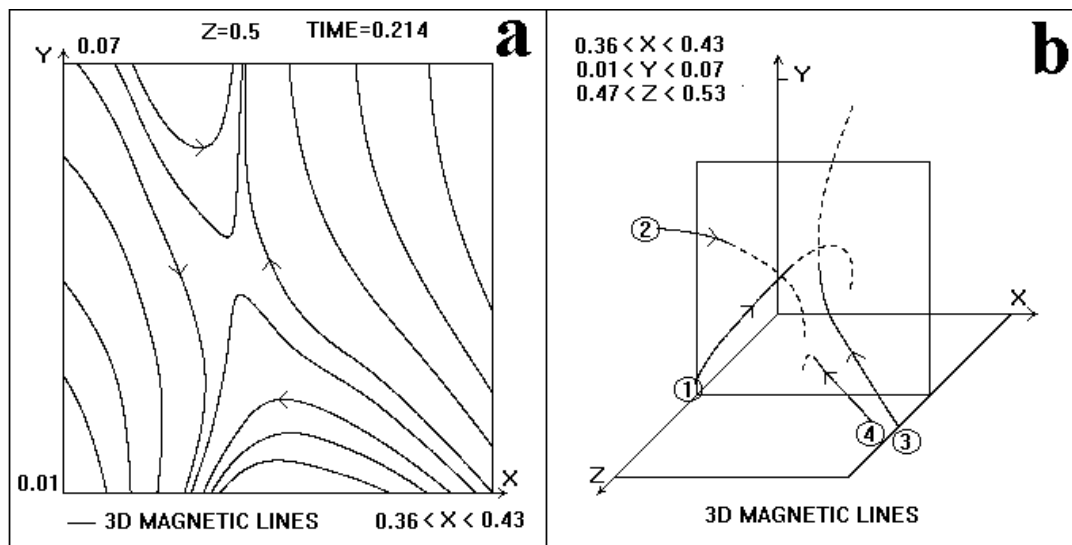 a
Z=0.5 TIME=0.214
Y 0.07
0.01
X
— 3D MAGNETIC LINES 0.36 < X < 0.43
b
0.36 < X < 0.43
0.01 < Y < 0.07
0.47 < Z < 0.53
Y
2
X
1
4 3
Z
3D MAGNETIC LINES